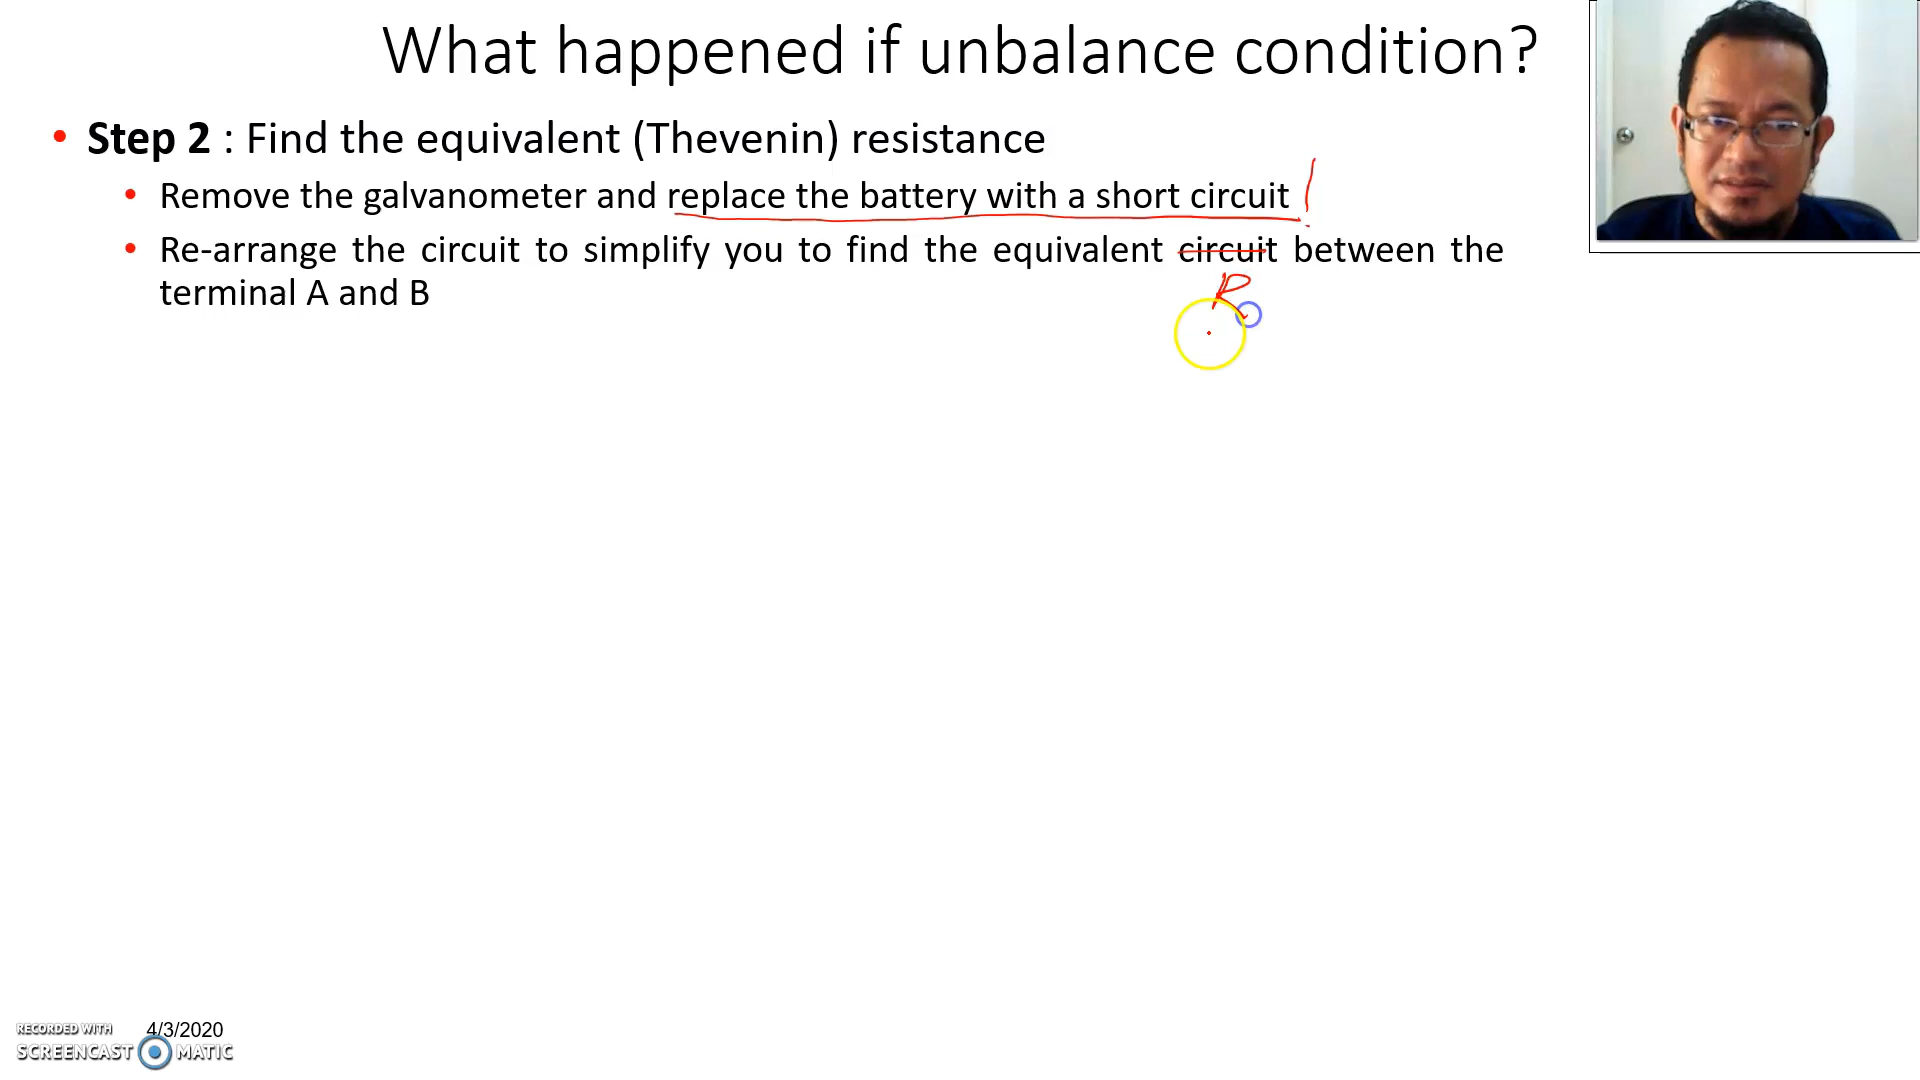 What happened if unbalance condition?
• Step 2 : Find the equivalent (Thevenin) resistance
• Remove the galvanometer and replace the battery with a short circuit !
• Re-arrange the circuit to simplify you to find the equivalent circuit between the
R
terminal A and B
4/3/2020
RECORDED WITH
SCREENCAST MATIC